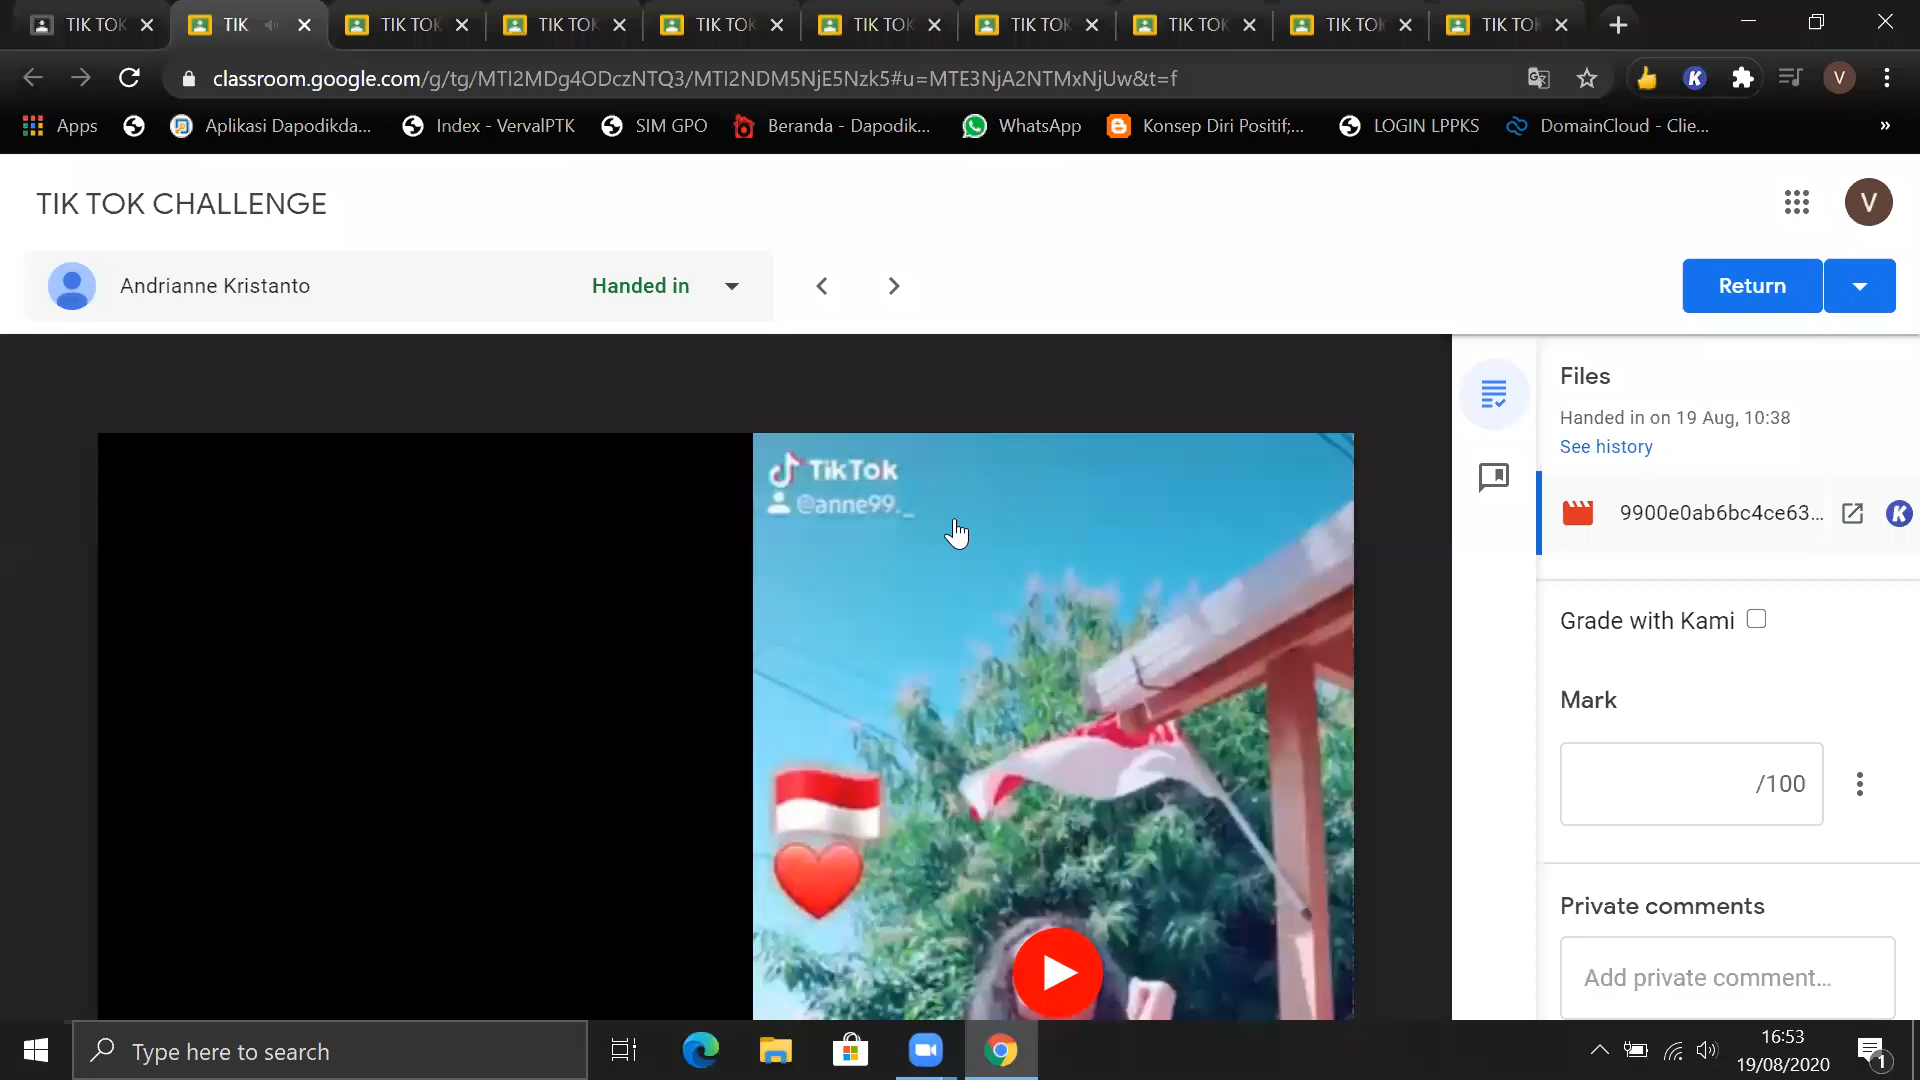 TIK TOK
TIK
TIK TOK
TIK TOK
TIK TOK
TIK TOK
TIK TOK
TIK TOK
TIK TOK
TIK TOK
classroom.google.com/g/tg/MTI2MDg4ODczNTQ3/MTI2NDM5NjE5Nzk5#u=MTE3NjA2NTMxNjUw&t=f
V
Apps
Aplikasi Dapodikda...
Index - VervalPTK
SIM GPO
Beranda - Dapodik...
WhatsApp
Konsep Diri Positif;...
LOGIN LPPKS
DomainCloud - Clie...
»
TIK TOK CHALLENGE
V
Andrianne Kristanto
Handed in
Return
Files
Handed in on 19 Aug, 10:38
See history
9900e0ab6bc4ce63...
K
TikTok
@anne99._
Grade with Kami
Mark
/100
Private comments
Add private comment...
Type here to search
16:53
19/08/2020
1